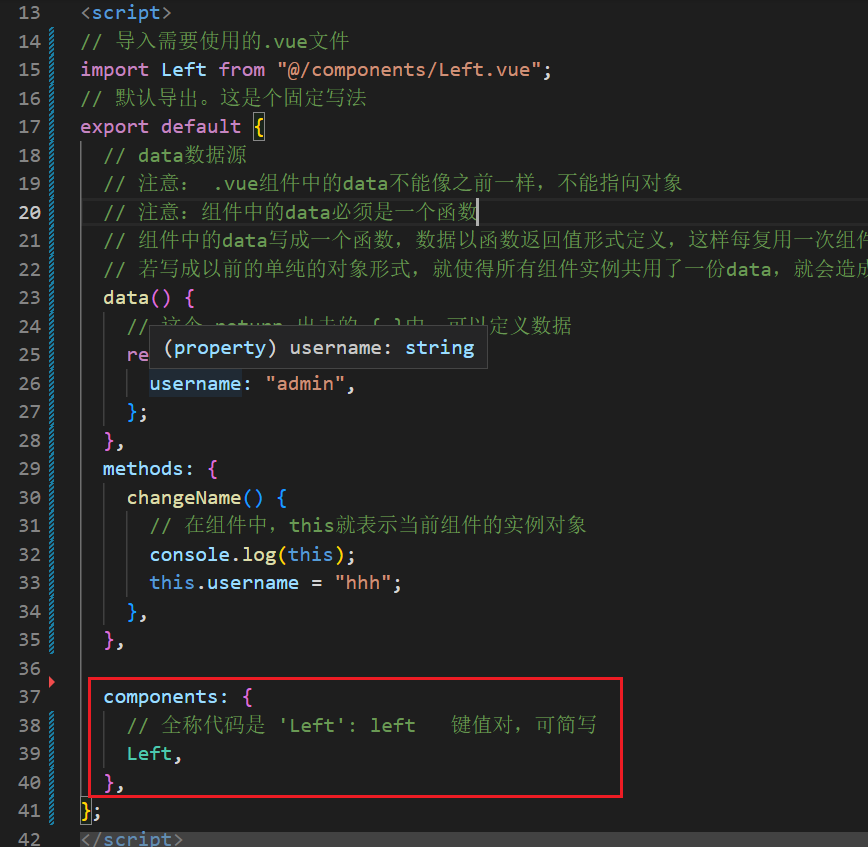 13 <script>
14 // 导入需要使用的.vue文件
15 import Left from "@/components/Left.vue";
16 // 默认导出。这是个固定写法
17 export default {
18 // data数据源
19 // 注意： .vue组件中的data不能像之前一样，不能指向对象
20 // 注意：组件中的data必须是一个函数
21 // 组件中的data写成一个函数，数据以函数返回值形式定义，这样每复用一次组件
22 // 若写成以前的单纯的对象形式，就使得所有组件实例共用了一份data，就会造成
23 data() {
24 // 定义数据
25 re
(property) username: string
26 username: "admin",
27 };
28 },
29 methods: {
30 changeName() {
31 // 在组件中，this就表示当前组件的实例对象
32 console.log(this);
33 this.username = "hhh";
34 },
35 },
36
37 components: {
38 // 全称代码是 'Left': left 键值对，可简写
39 Left,
40 },
41 };
42 </script>